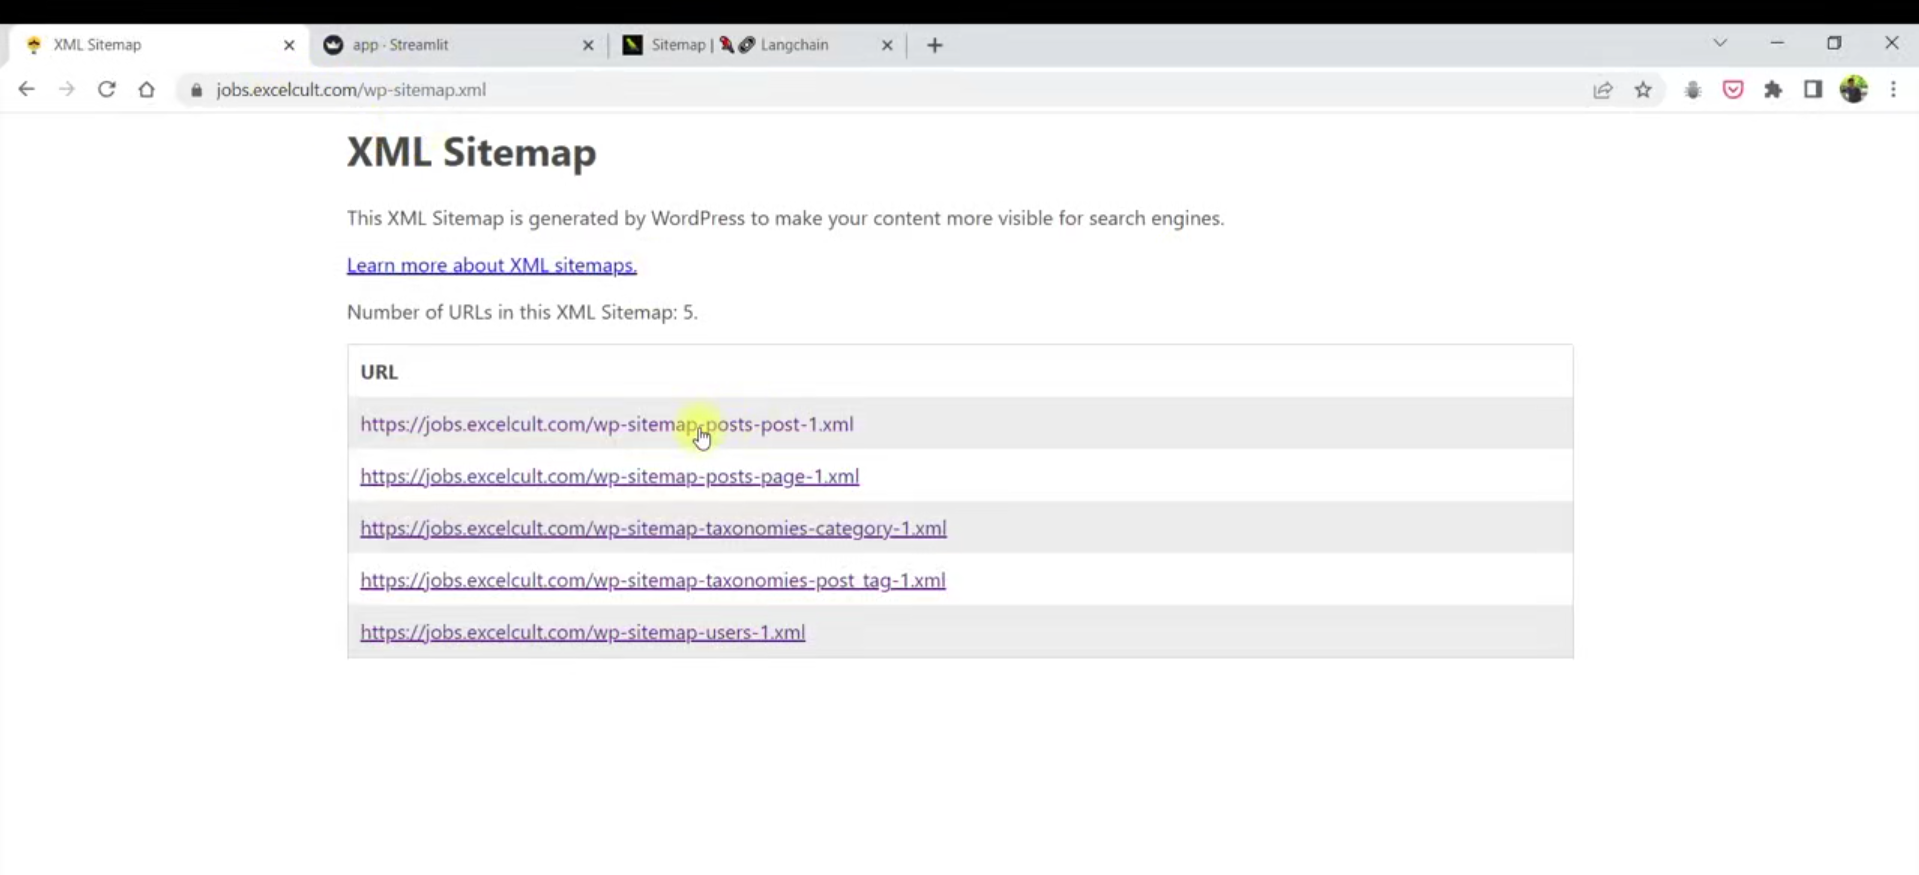 XML Sitemap
app - Streamlit
Sitemap | 🦜🔗 Langchain
jobs.excelcult.com/wp-sitemap.xml
XML Sitemap
This XML Sitemap is generated by WordPress to make your content more visible for search engines.
Learn more about XML sitemaps.
Number of URLs in this XML Sitemap: 5.
URL
https://jobs.excelcult.com/wp-sitemap-posts-post-1.xml
https://jobs.excelcult.com/wp-sitemap-posts-page-1.xml
https://jobs.excelcult.com/wp-sitemap-taxonomies-category-1.xml
https://jobs.excelcult.com/wp-sitemap-taxonomies-post_tag-1.xml
https://jobs.excelcult.com/wp-sitemap-users-1.xml